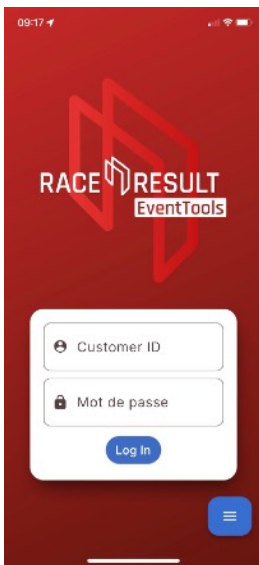 09:17
RACE RESULT
EventTools
Customer ID
Mot de passe
Log In